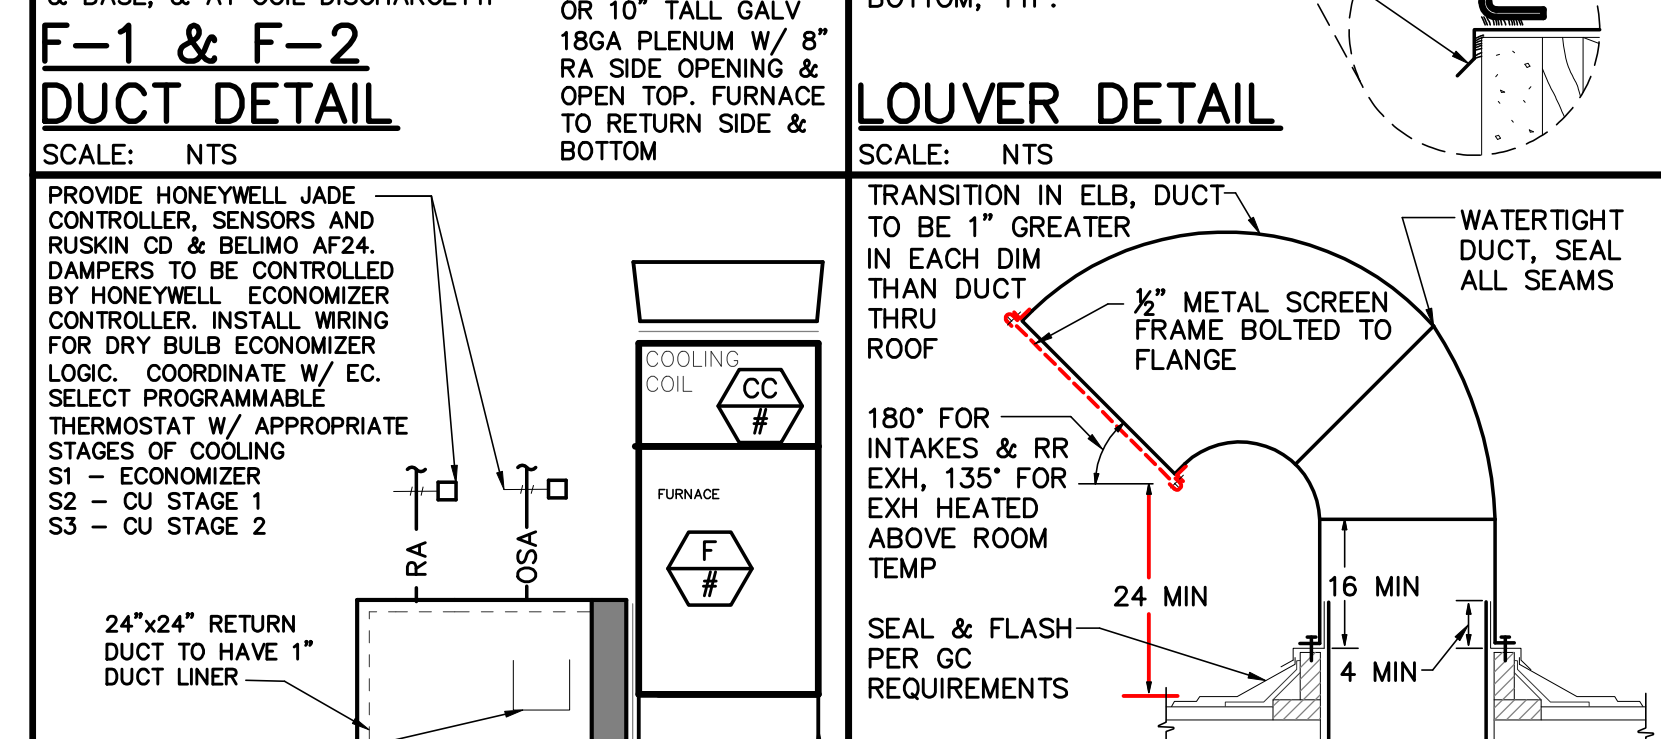 & BASE, & AT COIL DISCHARGE
F-1 & F-2
DUCT DETAIL
SCALE: NTS
OR 10" TALL GALV
18GA PLENUM W/ 8"
RA SIDE OPENING &
OPEN TOP. FURNACE
TO RETURN SIDE &
BOTTOM
BOTTOM, TYP.
LOUVER DETAIL
SCALE: NTS
PROVIDE HONEYWELL JADE
CONTROLLER, SENSORS AND
RUSKIN CD & BELIMO AF24.
DAMPERS TO BE CONTROLLED
BY HONEYWELL ECONOMIZER
CONTROLLER. INSTALL WIRING
FOR DRY BULB ECONOMIZER
LOGIC. COORDINATE W/ EC.
SELECT PROGRAMMABLE
THERMOSTAT W/ APPROPRIATE
STAGES OF COOLING
S1 - ECONOMIZER
S2 - CU STAGE 1
S3 - CU STAGE 2
RA
OSA
24"x24" RETURN
DUCT TO HAVE 1"
DUCT LINER
COOLING
COIL
CC
#
FURNACE
F
#
TRANSITION IN ELB, DUCT
TO BE 1" GREATER
IN EACH DIM
THAN DUCT
THRU
ROOF
½" METAL SCREEN
FRAME BOLTED TO
FLANGE
WATERTIGHT
DUCT, SEAL
ALL SEAMS
180° FOR
INTAKES & RR
EXH, 135° FOR
EXH HEATED
ABOVE ROOM
TEMP
24 MIN
16 MIN
4 MIN
SEAL & FLASH
PER GC
REQUIREMENTS